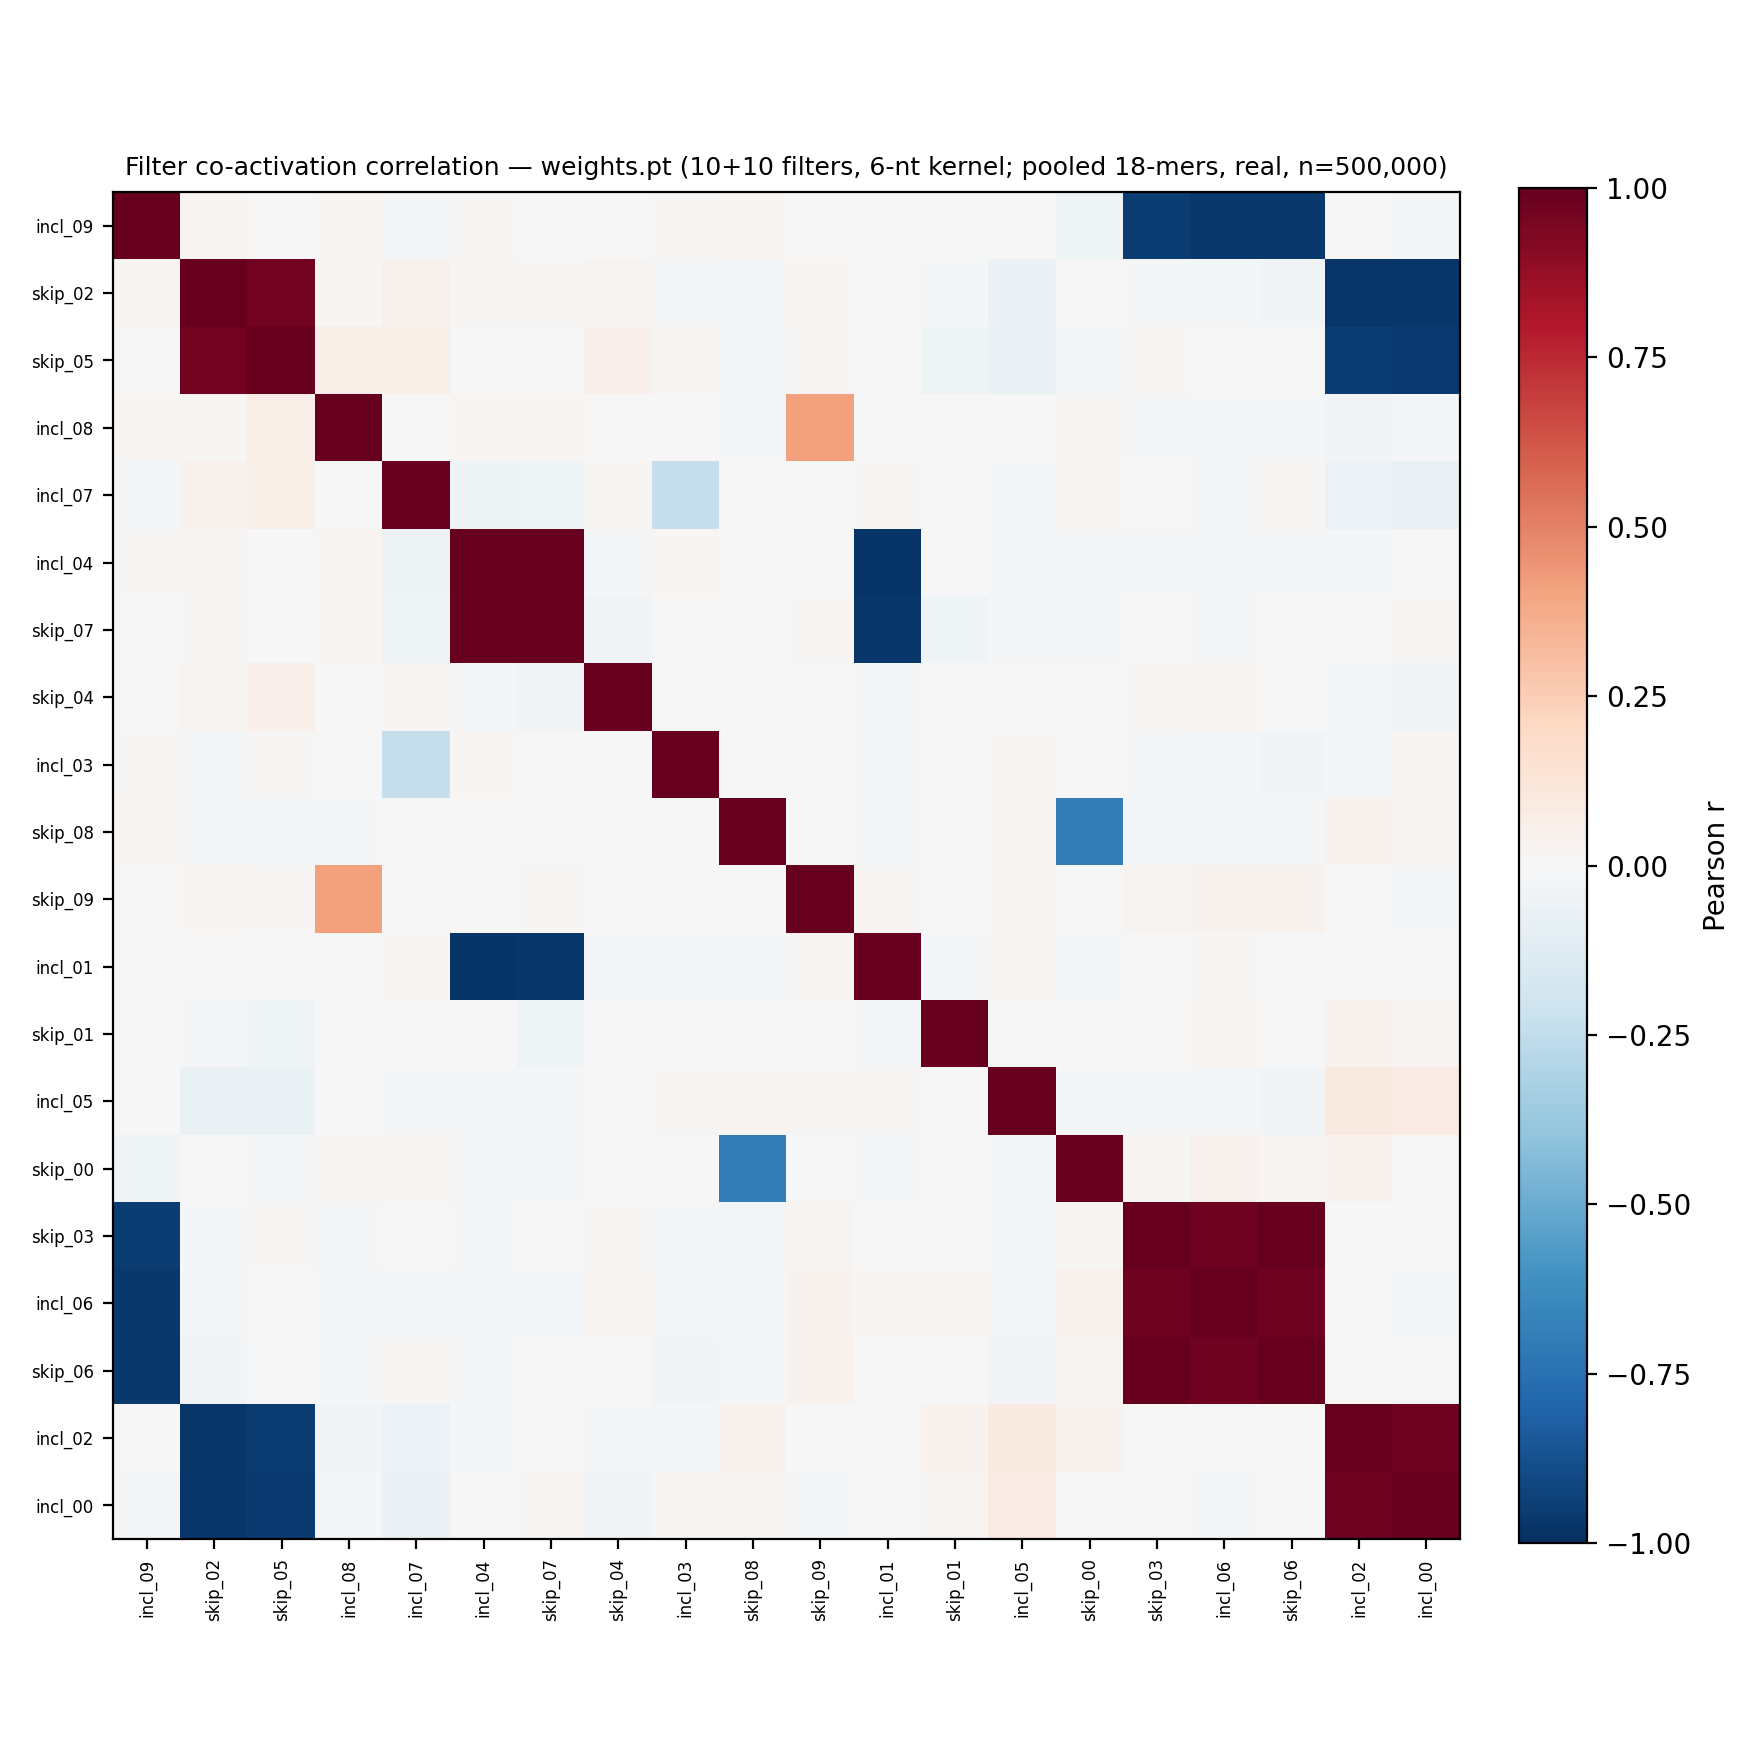 Filter co-activation correlation — weights.pt (10+10 filters, 6-nt kernel; pooled 18-mers, real, n=500,000)
incl_09
skip_02
skip_05
incl_08
incl_07
incl_04
skip_07
skip_04
incl_03
skip_08
skip_09
incl_01
skip_01
incl_05
skip_00
skip_03
incl_06
skip_06
incl_02
incl_00
incl_09
skip_02
skip_05
incl_08
incl_07
incl_04
skip_07
skip_04
incl_03
skip_08
skip_09
incl_01
skip_01
incl_05
skip_00
skip_03
incl_06
skip_06
incl_02
incl_00
1.00
0.75
0.50
0.25
0.00
−0.25
−0.50
−0.75
−1.00
Pearson r